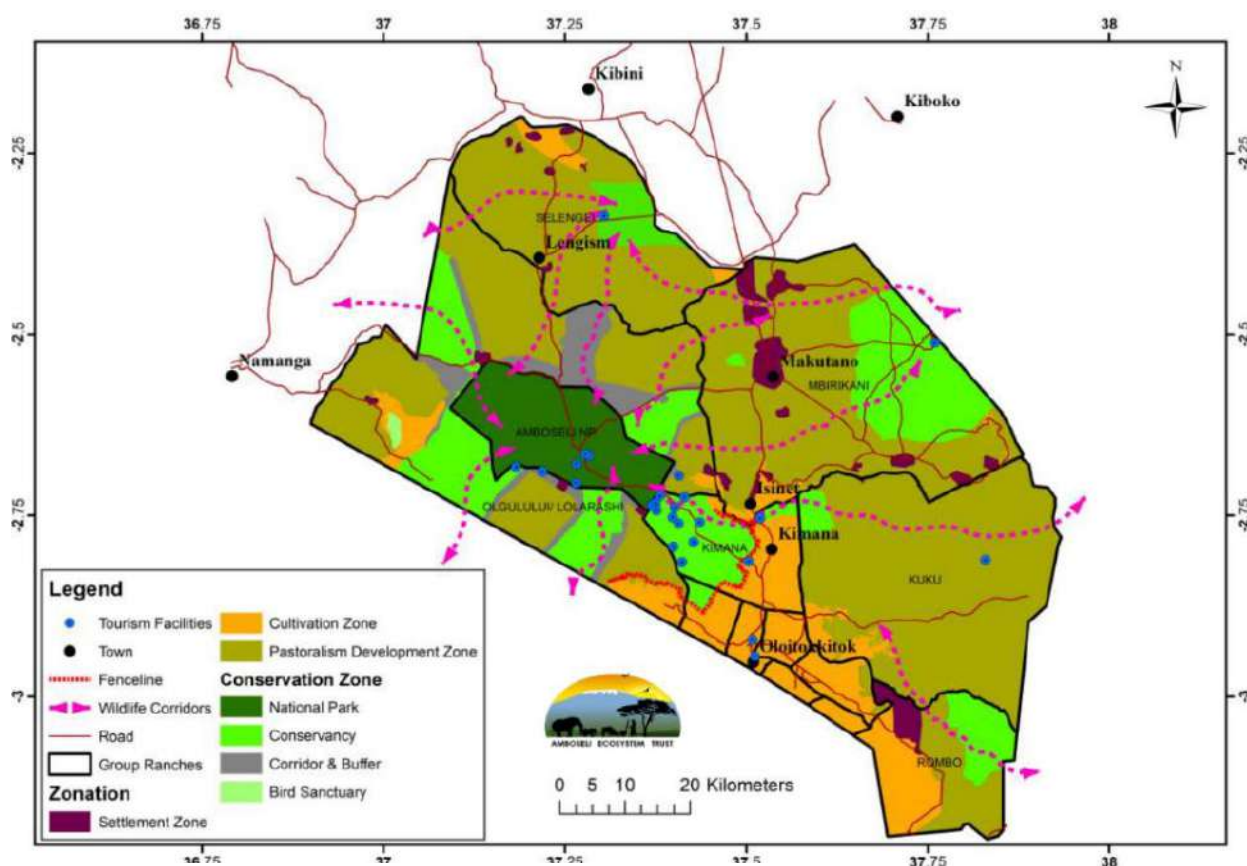 36.75 37 37.25 37.5 37.75 38
N
Kibini
Kiboko
-2.25 -2.25
SELENGEI
Lengism
-2.5 -2.5
Namanga
Makutano
MBIRIKANI
AMBOSELI NP
Isinet
-2.75 -2.75
OLGULULUI/ LOLARASHI
Kimana
KIMANA
KUKU
Legend
Tourism Facilities
Town
Fenceline
Wildlife Corridors
Road
Group Ranches
Zonation
Settlement Zone
Cultivation Zone
Pastoralism Development Zone
Conservation Zone
National Park
Conservancy
Corridor & Buffer
Bird Sanctuary
Oloitokkitok
-3 -3
AMBOSELI ECOSYSTEM TRUST
ROMBO
0 5 10 20 Kilometers
36.75 37 37.25 37.5 37.75 38